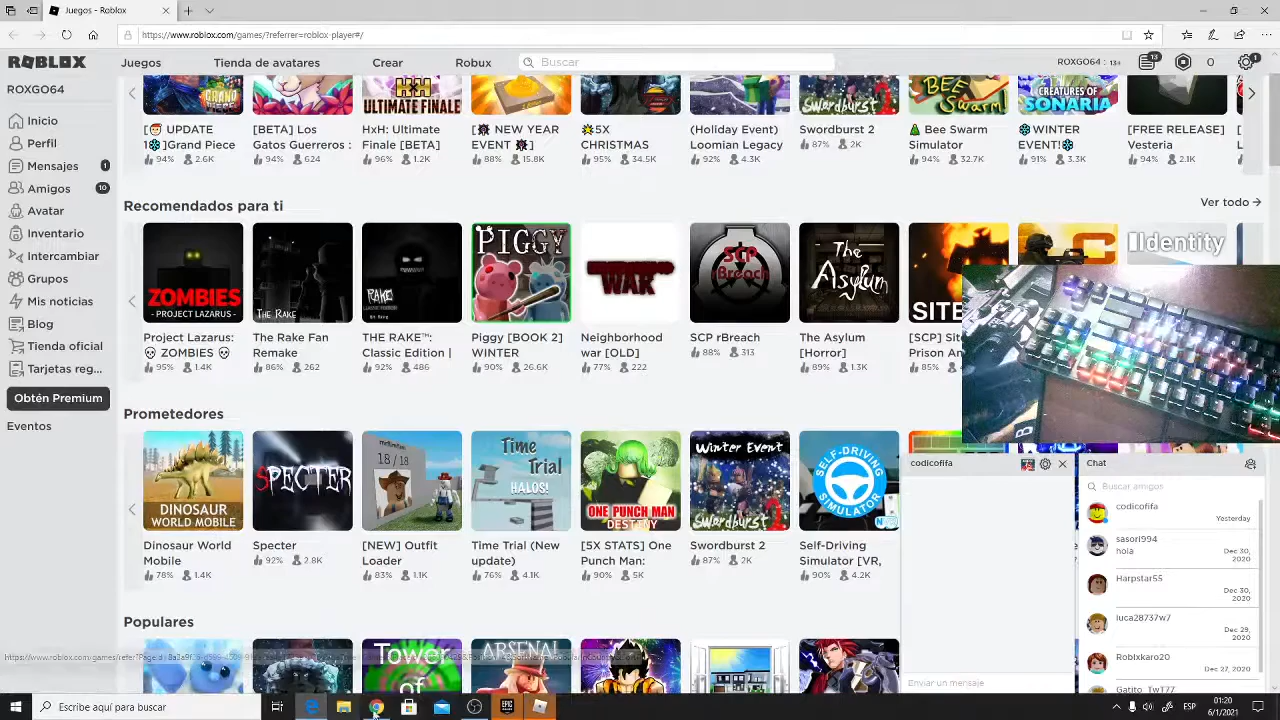 Juegos - Roblox
https://www.roblox.com/games/?referrer=roblox-player#/
ROBLOX
Juegos
Tienda de avatares
Crear
Robux
Buscar
ROXGO64 : 13+
13
0
1
ROXGO64
Inicio
Perfil
Mensajes 1
Amigos 10
Avatar
Inventario
Intercambiar
Grupos
Mis noticias
Blog
Tienda oficial
Tarjetas reg...
Obtén Premium
Eventos
GRAND PIECE
ULTIMATE FINALE
Swordburst
BEE Swarm
CREATURES OF SONARIA
[🎅 UPDATE
1❄️]Grand Piece
94% 2.6K
[BETA] Los
Gatos Guerreros :
94% 624
HxH: Ultimate
Finale [BETA]
96% 1.2K
[💥 NEW YEAR
EVENT 💥]
88% 15.8K
💥5X
CHRISTMAS
95% 34.5K
(Holiday Event)
Loomian Legacy
92% 4.3K
Swordburst 2
87% 2K
🎄 Bee Swarm
Simulator
94% 32.7K
❄️WINTER
EVENT!❄️
91% 3.3K
[FREE RELEASE]
Vesteria
94% 2.1K
Recomendados para ti
Ver todo →
ZOMBIES
- PROJECT LAZARUS -
THE RAKE
RAKE
PIGGY
WAR
SCP
rBreach
The
Asylum
SITE
Identity
Project Lazarus:
💀 ZOMBIES 💀
95% 1.4K
The Rake Fan
Remake
86% 262
THE RAKE™:
Classic Edition |
92% 486
Piggy [BOOK 2]
WINTER
90% 26.6K
Neighborhood
war [OLD]
77% 222
SCP rBreach
88% 313
The Asylum
[Horror]
89% 1.3K
[SCP] Site
Prison An
85%
Prometedores
DINOSAUR
WORLD MOBILE
SPECTER
18 / 18
Time
Trial
HALOS!
ONE PUNCH MAN
DESTINY
Winter Event
Swordburst
SELF-DRIVING
SIMULATOR
Dinosaur World
Mobile
78% 1.4K
Specter
92% 2.8K
[NEW] Outfit
Loader
83% 1.1K
Time Trial (New
update)
76% 4.1K
[5X STATS] One
Punch Man:
90% 5K
Swordburst 2
87% 2K
Self-Driving
Simulator [VR,
90% 4.2K
Populares
Tower
of
ARSENAL
codicofifa
Enviar un mensaje
Chat
Buscar amigos
codicofifa
Yesterday
sasori994
hola
Dec 30,
2020
Harpstar55
Dec 30,
2020
luca28737w7
Dec 29,
2020
Roblxkaro20
Dec 27, 2020
Gatito_TwT77
Escribe aquí para buscar
EPIC
ESP
01:20
6/1/2021